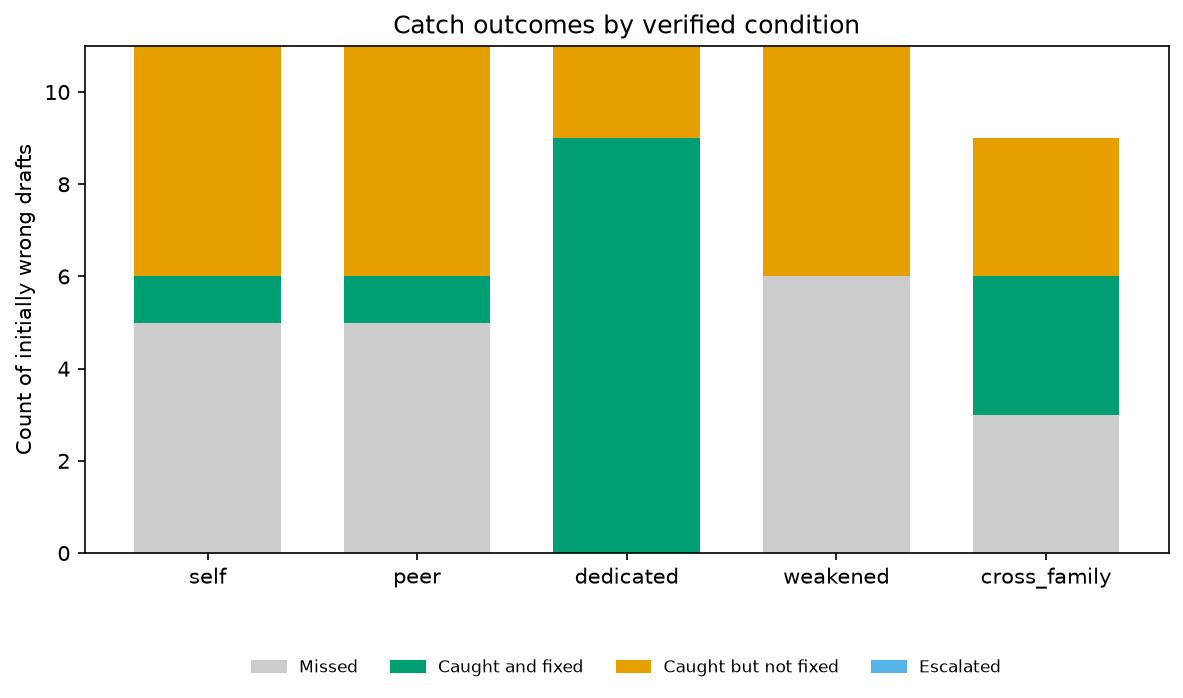 Catch outcomes by verified condition
Count of initially wrong drafts
10
8
6
4
2
0
self peer dedicated weakened cross_family
Missed Caught and fixed Caught but not fixed Escalated